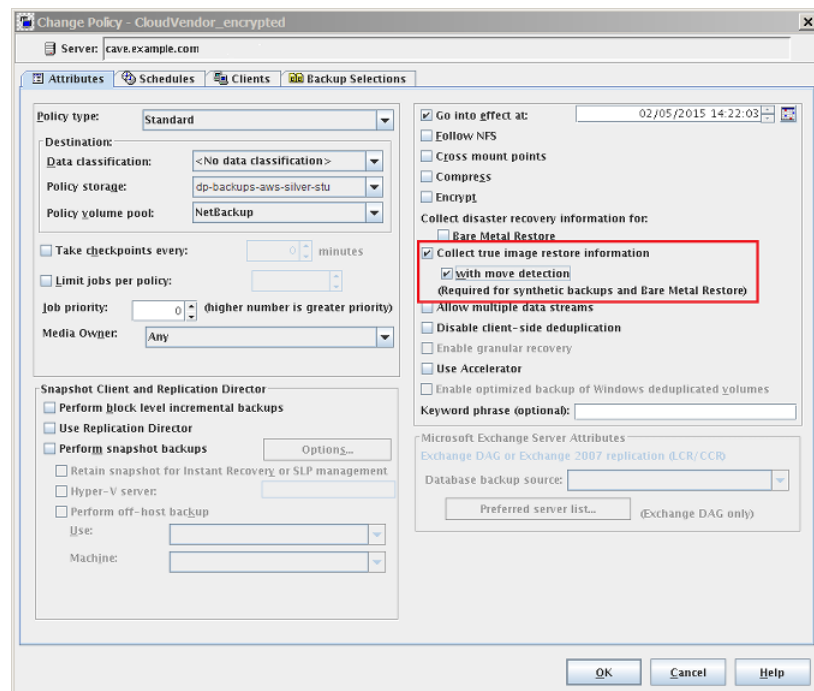 Change Policy - CloudVendor_encrypted
Server: cave.example.com
Attributes Schedules Clients Backup Selections
Policy type: Standard
Destination:
Data classification: <No data classification>
Policy storage: dp-backups-aws-silver-stu
Policy volume pool: NetBackup
Take checkpoints every: 0 minutes
Limit jobs per policy:
Job priority: 0 (higher number is greater priority)
Media Owner: Any
Snapshot Client and Replication Director
Perform block level incremental backups
Use Replication Director
Perform snapshot backups Options...
Retain snapshot for Instant Recovery or SLP management
Hyper-V server:
Perform off-host backup
Use:
Machine:
Go into effect at: 02/05/2015 14:22:03
Follow NFS
Cross mount points
Compress
Encrypt
Collect disaster recovery information for:
Bare Metal Restore
Collect true image restore information
with move detection
(Required for synthetic backups and Bare Metal Restore)
Allow multiple data streams
Disable client-side deduplication
Enable granular recovery
Use Accelerator
Enable optimized backup of Windows deduplicated volumes
Keyword phrase (optional):
Microsoft Exchange Server Attributes
Exchange DAG or Exchange 2007 replication (LCR/CCR)
Database backup source:
Preferred server list... (Exchange DAG only)
OK Cancel Help